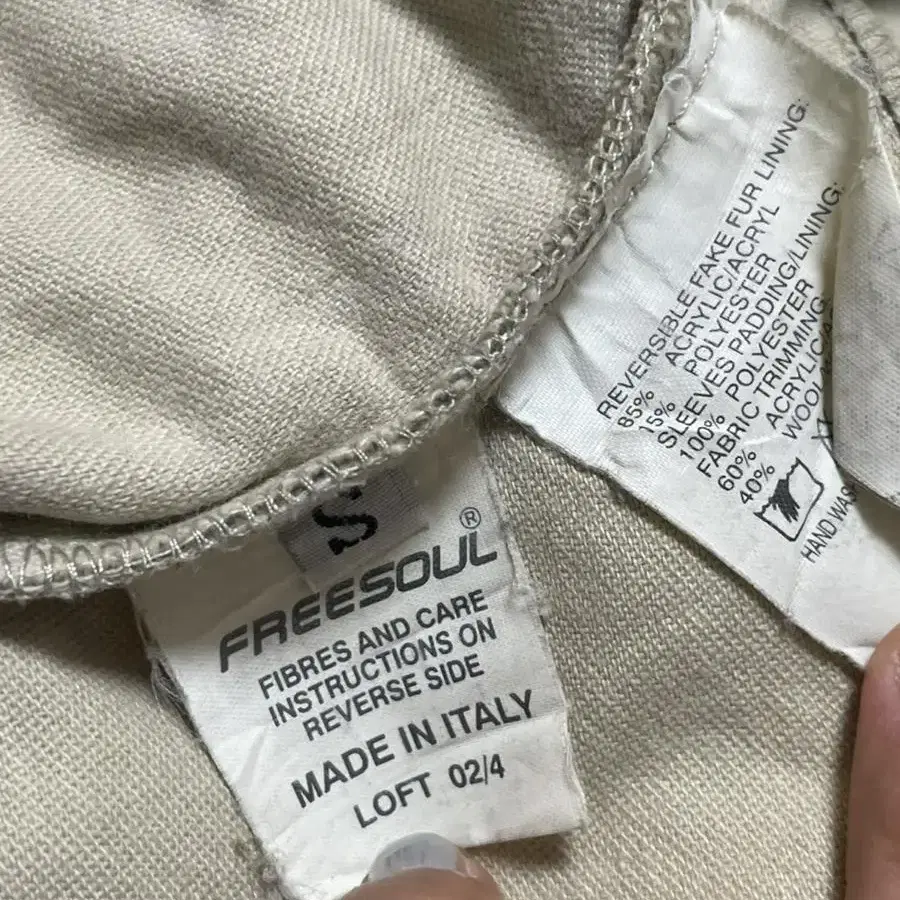 S
FREESOUL®
FIBRES AND CARE
INSTRUCTIONS ON
REVERSE SIDE
MADE IN ITALY
LOFT 02/4
REVERSIBLE FAKE FUR LINING:
85% ACRYLIC/ACRYL
15% POLYESTER
SLEEVES PADDING/LINING:
100% POLYESTER
FABRIC TRIMMING:
60% ACRYLIC/A
40% WOOL
HAND WAS